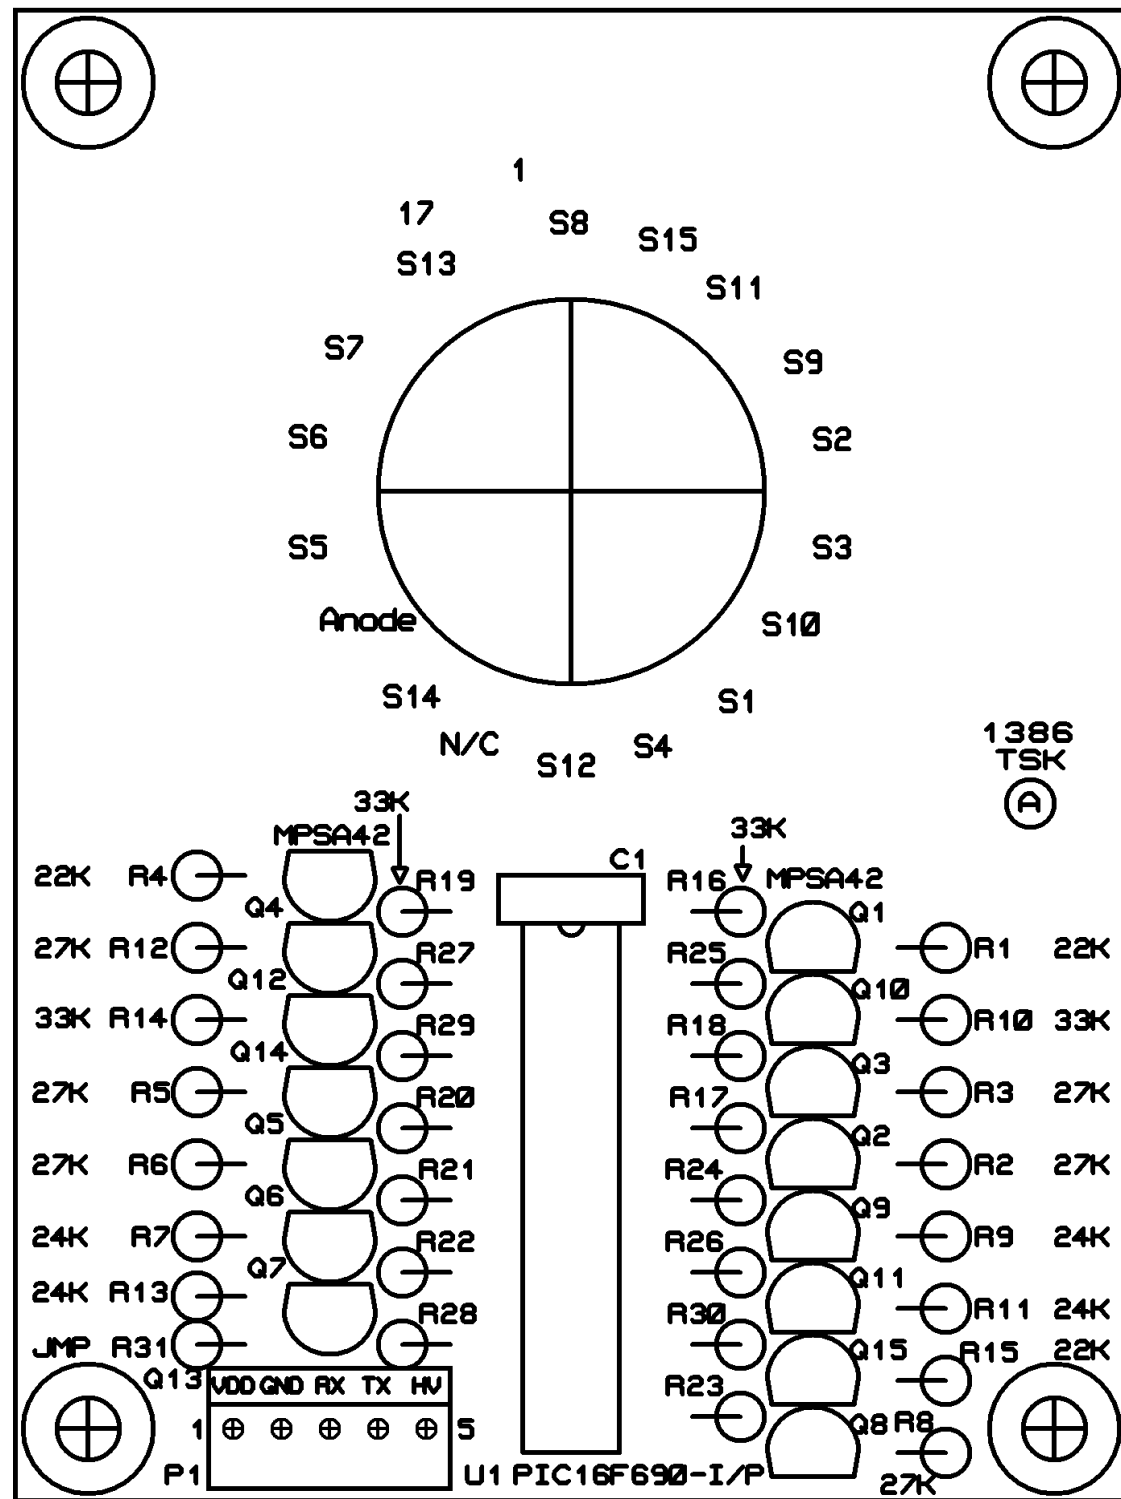 1
17
S8
S15
S13
S11
S7
S9
S6
S2
S5
S3
Anode
S10
S14
S1
N/C
S4
S12
1386
TSK
A
33K
33K
MPSA42
C1
22K R4
R19
R16
MPSA42
Q4
Q1
27K R12
R27
R25
R1 22K
Q12
Q10
33K R14
R29
R18
R10 33K
Q14
Q3
27K R5
R20
R17
R3 27K
Q5
Q2
27K R6
R21
R24
R2 27K
Q6
Q9
24K R7
R22
R26
R9 24K
Q7
Q11
24K R13
R28
R30
R11 24K
JMP R31
Q15
R15 22K
Q13
VDD GND RX TX HV
R23
1
5
Q8 R8
P1
U1 PIC16F690-I/P
27K